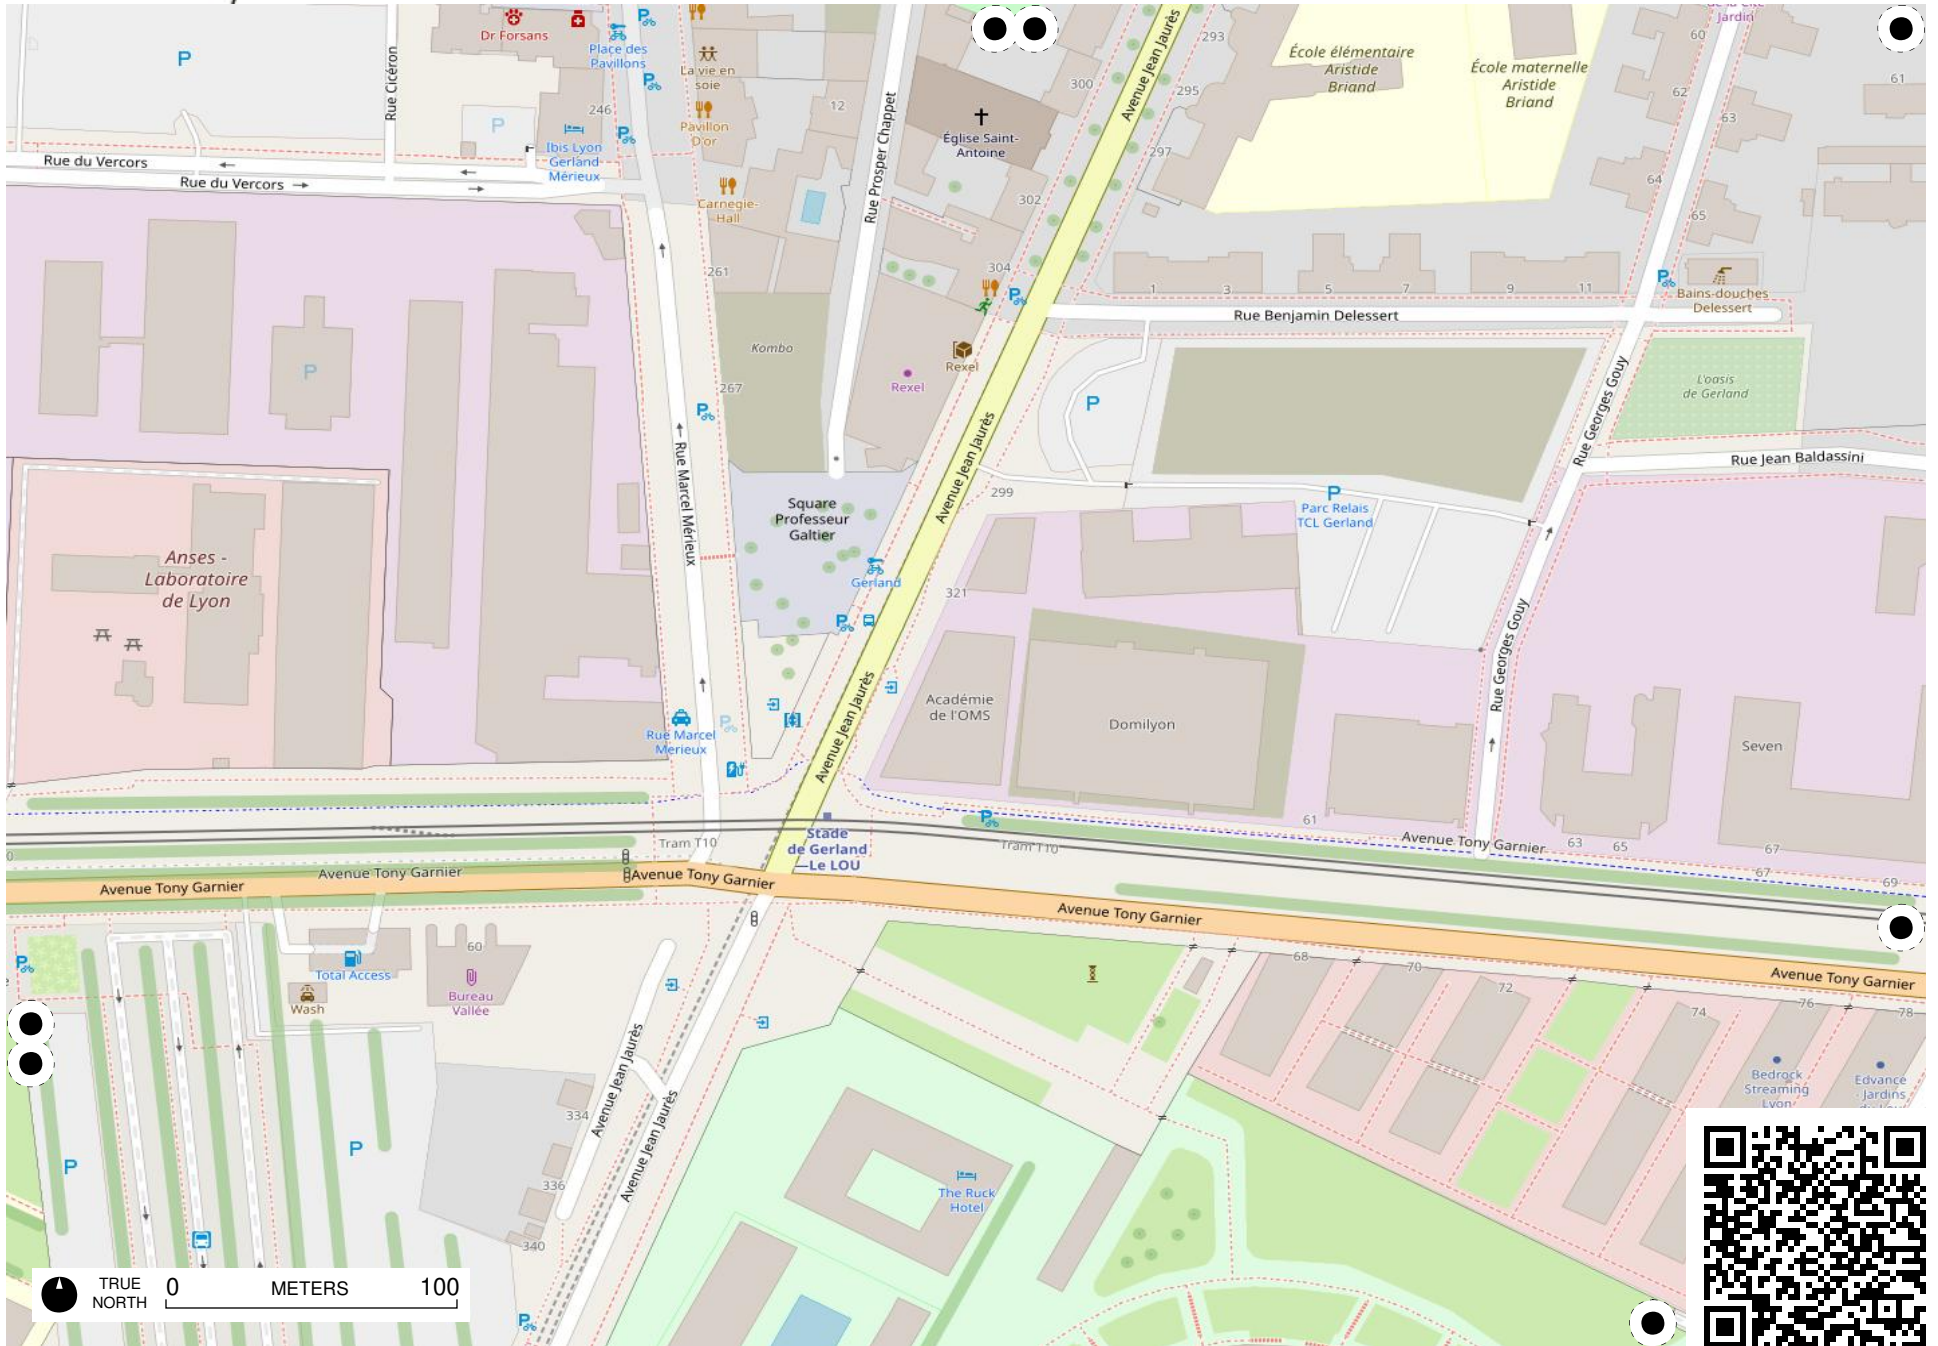 Jardin
Dr Forsans
Place des
Pavillons
La vie en
soie
Pavillon
D'or
Carnegie-
Hall
246
12
Rue Cicéron
Rue Prosper Chappet
Avenue Jean Jaurès
293
300
295
297
302
304
Église Saint-
Antoine
École élémentaire
Aristide
Briand
École maternelle
Aristide
Briand
60
61
62
63
64
65
Ibis Lyon
Gerland
Mérieux
Rue du Vercors
Rue du Vercors
261
267
Kombo
Rexel
Rexel
1
3
5
7
9
11
Rue Benjamin Delessert
Bains-douches
Delessert
L'oasis
de Gerland
Rue Georges Gouy
Rue Jean Baldassini
Avenue Jean Jaurès
299
Parc Relais
TCL Gerland
Rue Marcel Mérieux
Square
Professeur
Galtier
Gerland
321
Anses -
Laboratoire
de Lyon
Rue Georges Gouy
Académie
de l'OMS
Domilyon
Seven
Rue Marcel
Merieux
Avenue Jean Jaurès
Stade
de Gerland
—Le LOU
Tram T10
Tram T10
61
Avenue Tony Garnier
63
65
67
67
69
Avenue Tony Garnier
Avenue Tony Garnier
Avenue Tony Garnier
Avenue Tony Garnier
Avenue Tony Garnier
60
Total Access
Wash
Bureau
Vallée
68
70
72
74
76
78
Bedrock
Streaming
Lyon
Edvance
- Jardins
Avenue Jean Jaurès
Avenue Jean Jaurès
334
336
340
The Ruck
Hotel
TRUE
NORTH
0
METERS
100